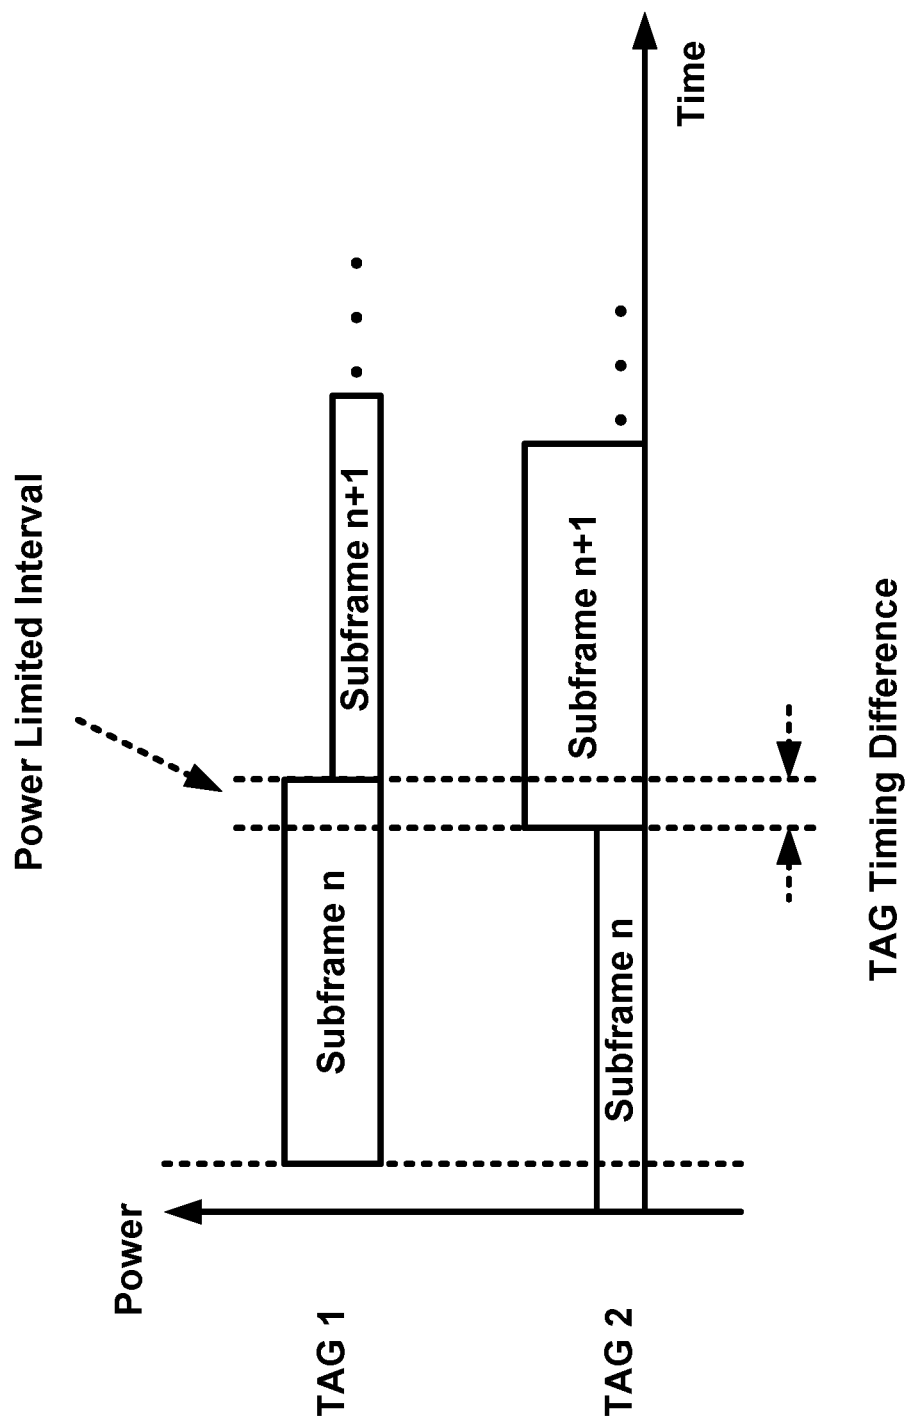 Power Limited Interval
Power
TAG 1
Subframe n
Subframe n+1
TAG 2
Subframe n
Subframe n+1
Time
TAG Timing Difference